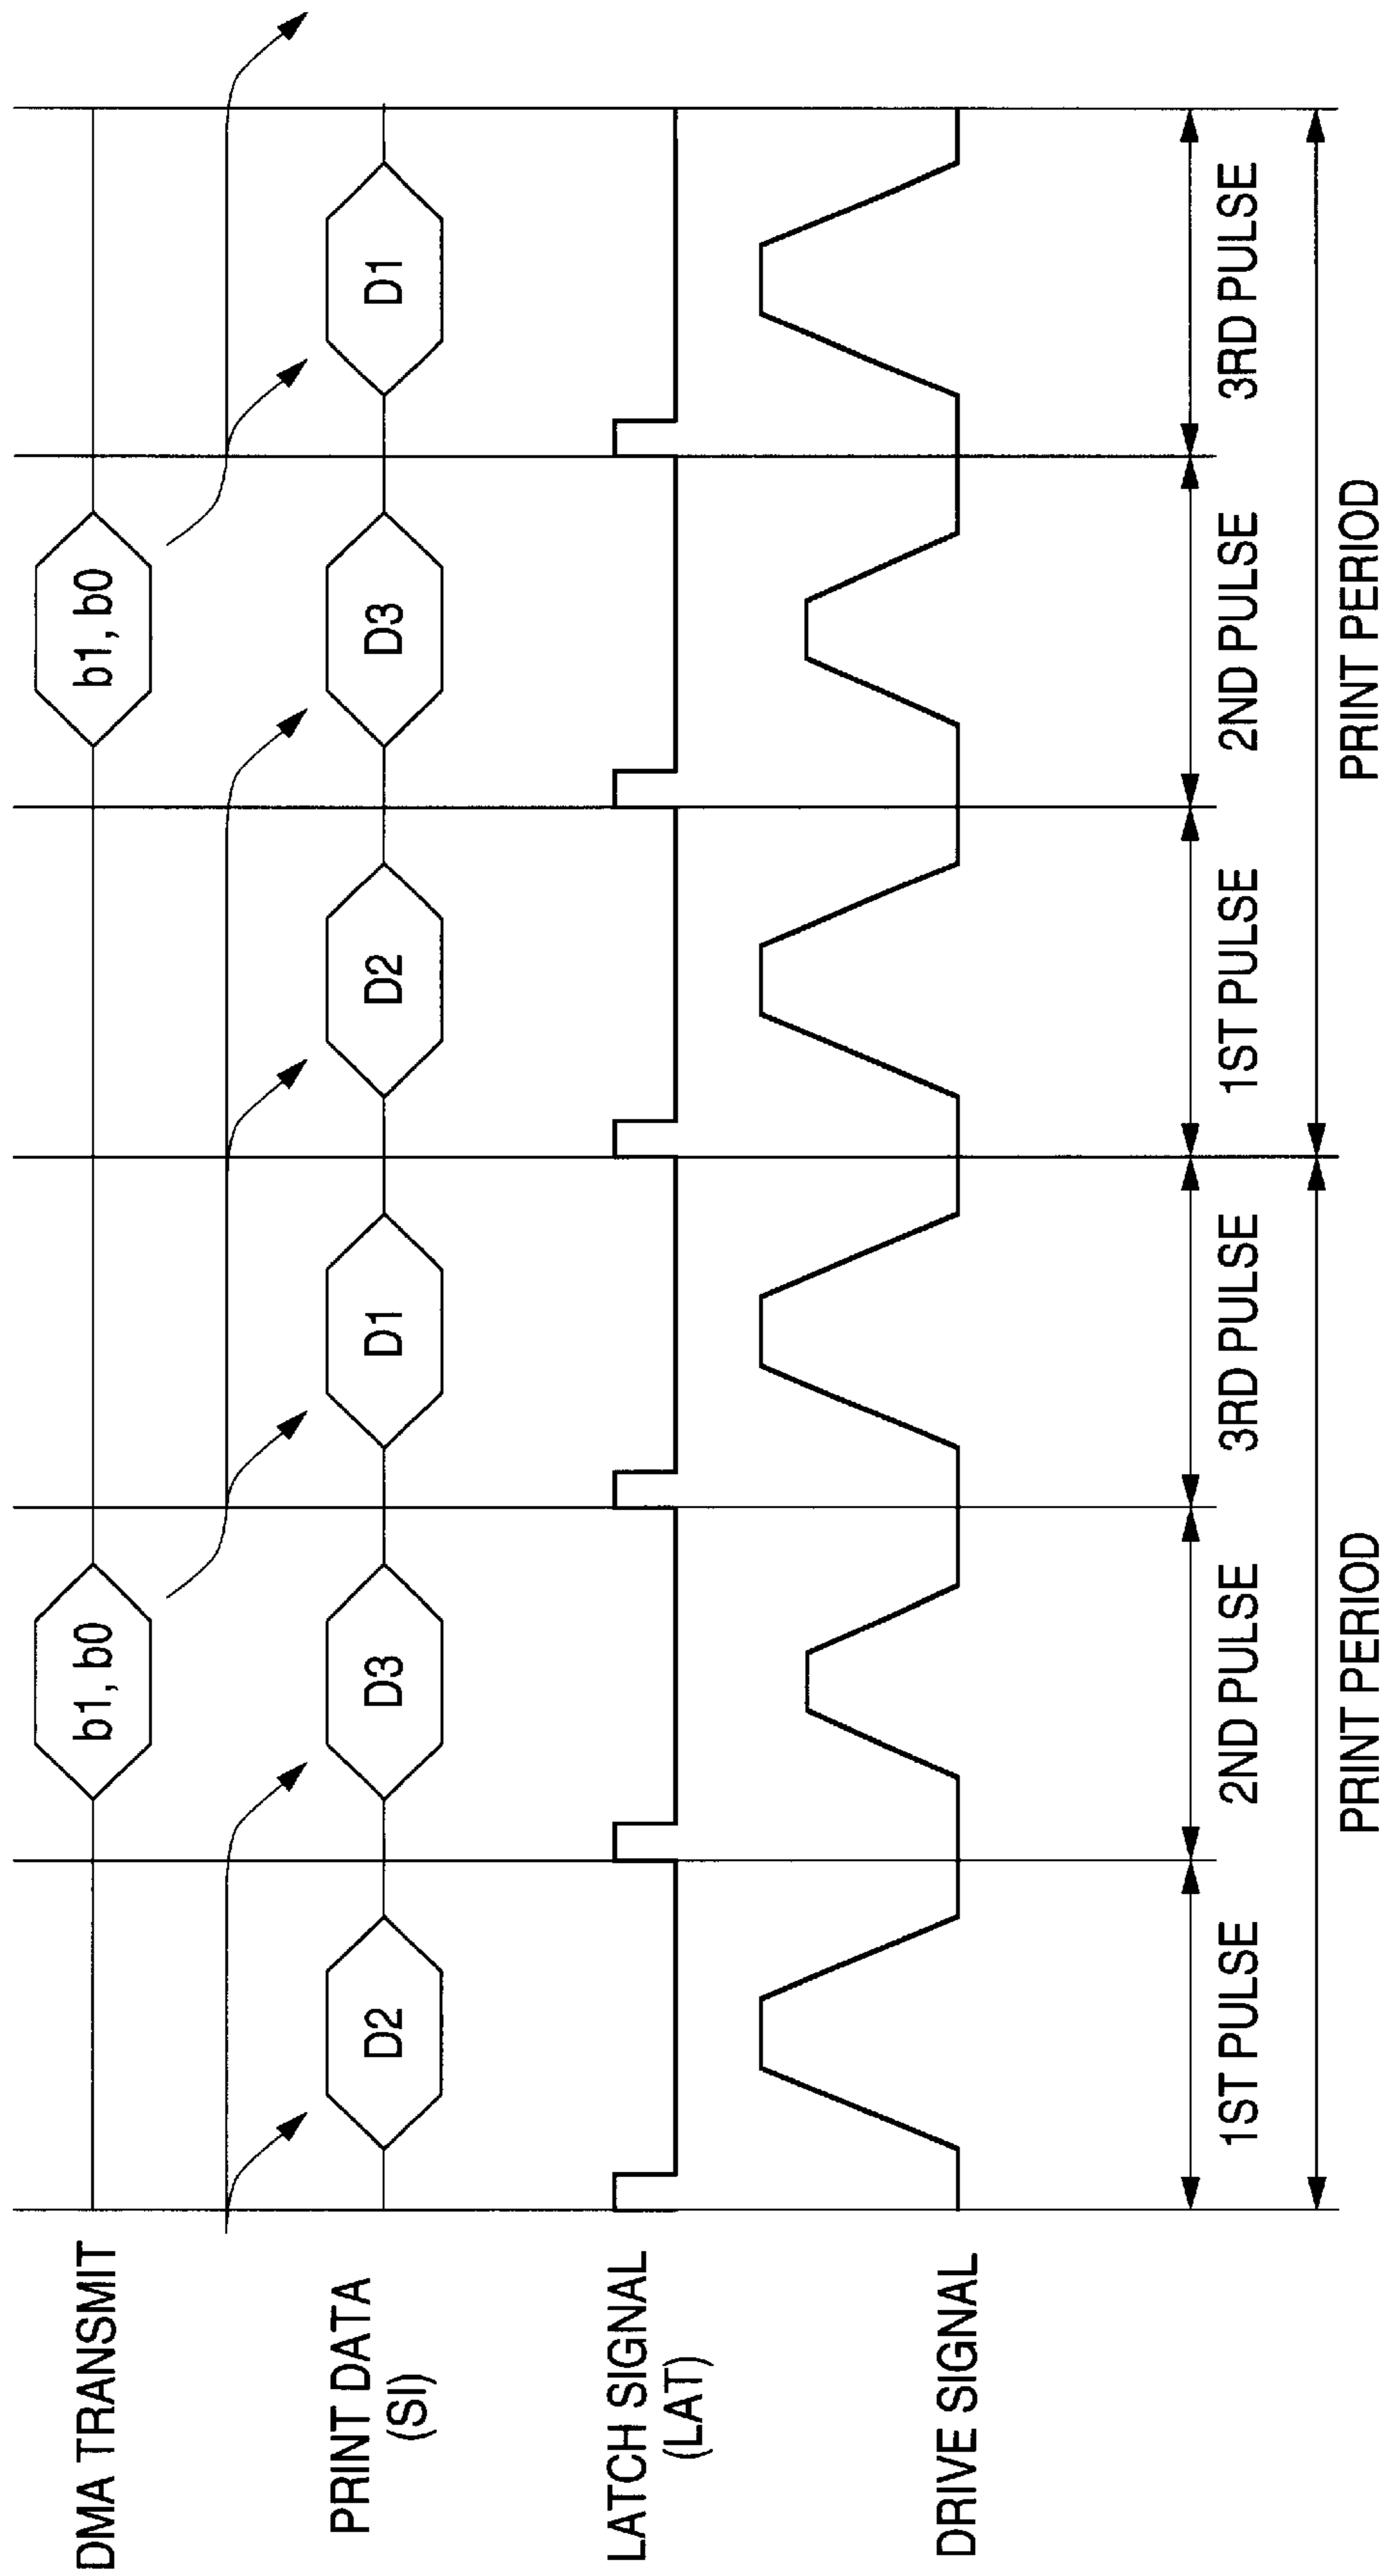 DMA TRANSMIT
b1, b0
b1, b0
PRINT DATA
(SI)
D2
D3
D1
D2
D3
D1
LATCH SIGNAL
(LAT)
DRIVE SIGNAL
1ST PULSE
2ND PULSE
3RD PULSE
1ST PULSE
2ND PULSE
3RD PULSE
PRINT PERIOD
PRINT PERIOD